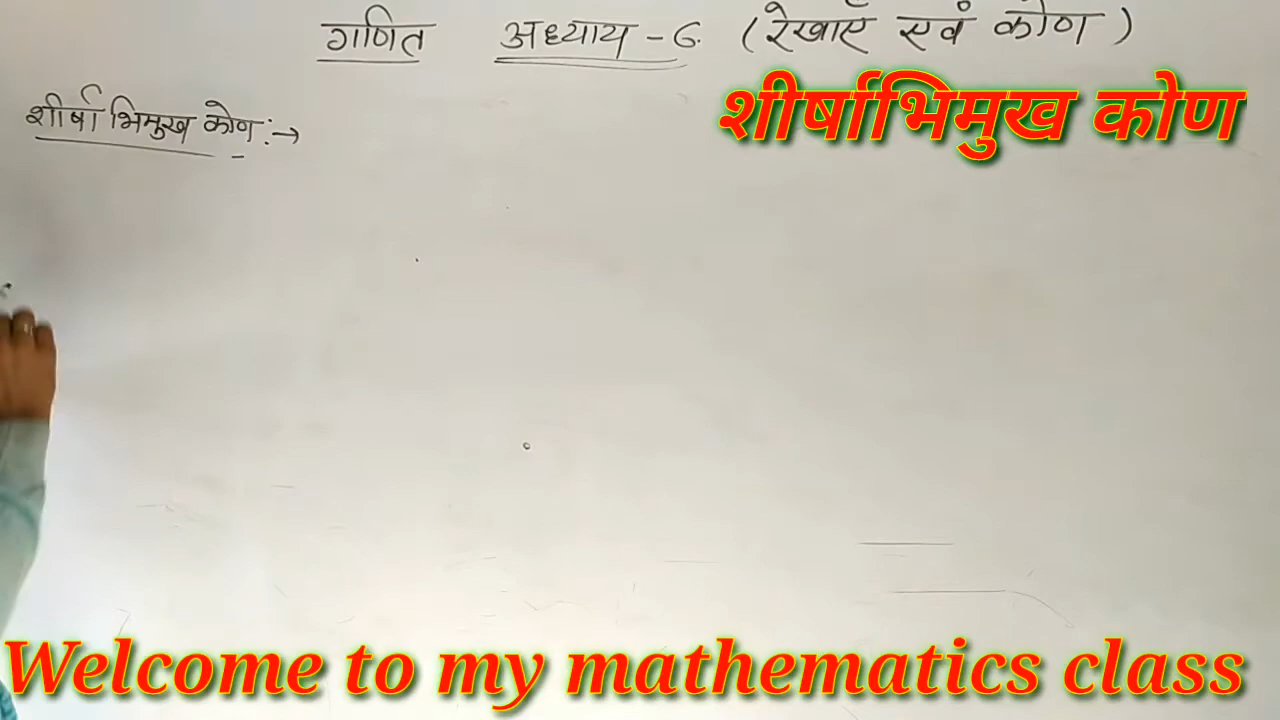 गणित अध्याय - 6. (रेखाएँ एवं कोण)
शीर्षाभिमुख कोण
शीर्षाभिमुख कोण :→
Welcome to my mathematics class